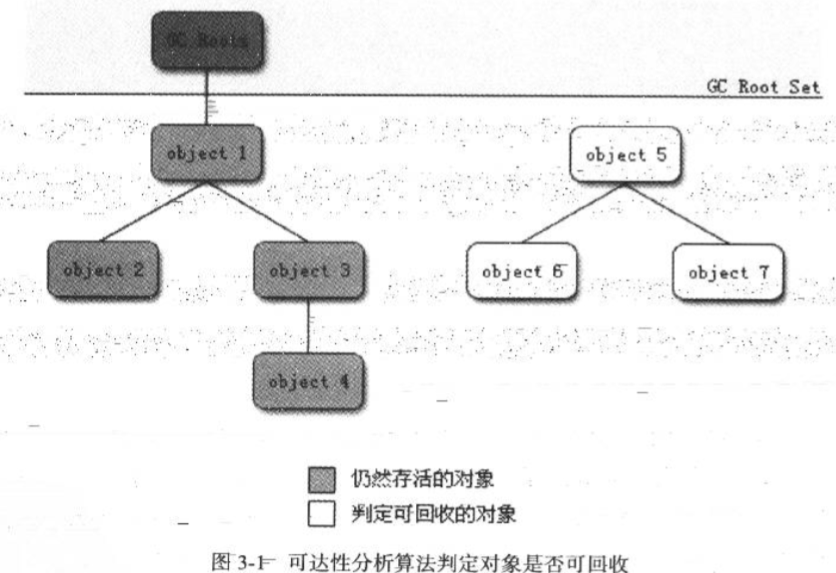 GC Roots
GC Root Set
object 1
object 5
object 2
object 3
object 6
object 7
object 4
仍然存活的对象
判定可回收的对象
图 3-1 可达性分析算法判定对象是否可回收